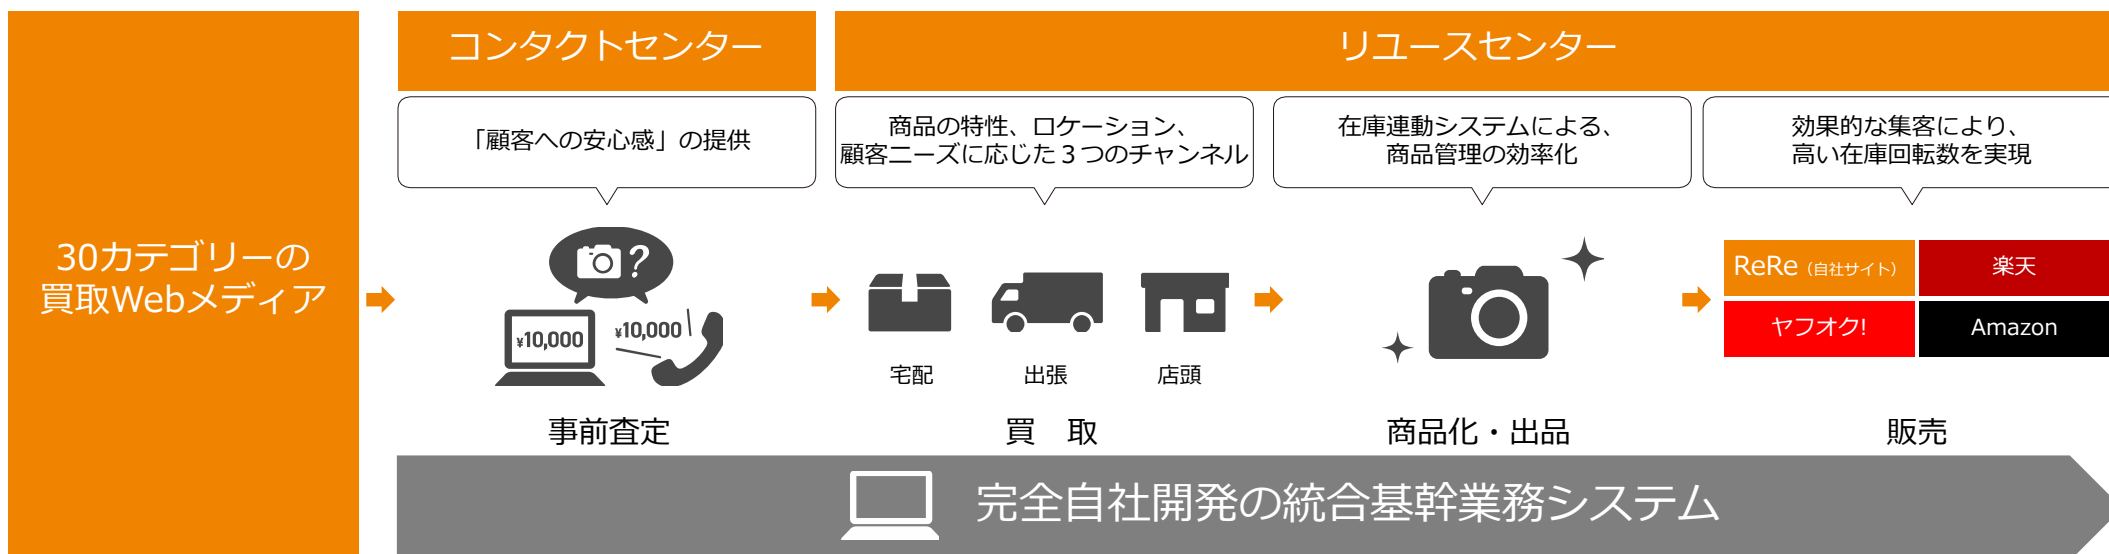 30カテゴリーの
買取Webメディア
コンタクトセンター
「顧客への安心感」の提供
?
¥10,000
¥10,000
事前査定
リユースセンター
商品の特性、ロケーション、
顧客ニーズに応じた３つのチャンネル
宅配
出張
店頭
買　取
在庫連動システムによる、
商品管理の効率化
商品化・出品
効果的な集客により、
高い在庫回転数を実現
ReRe（自社サイト）
楽天
ヤフオク!
Amazon
販売
完全自社開発の統合基幹業務システム